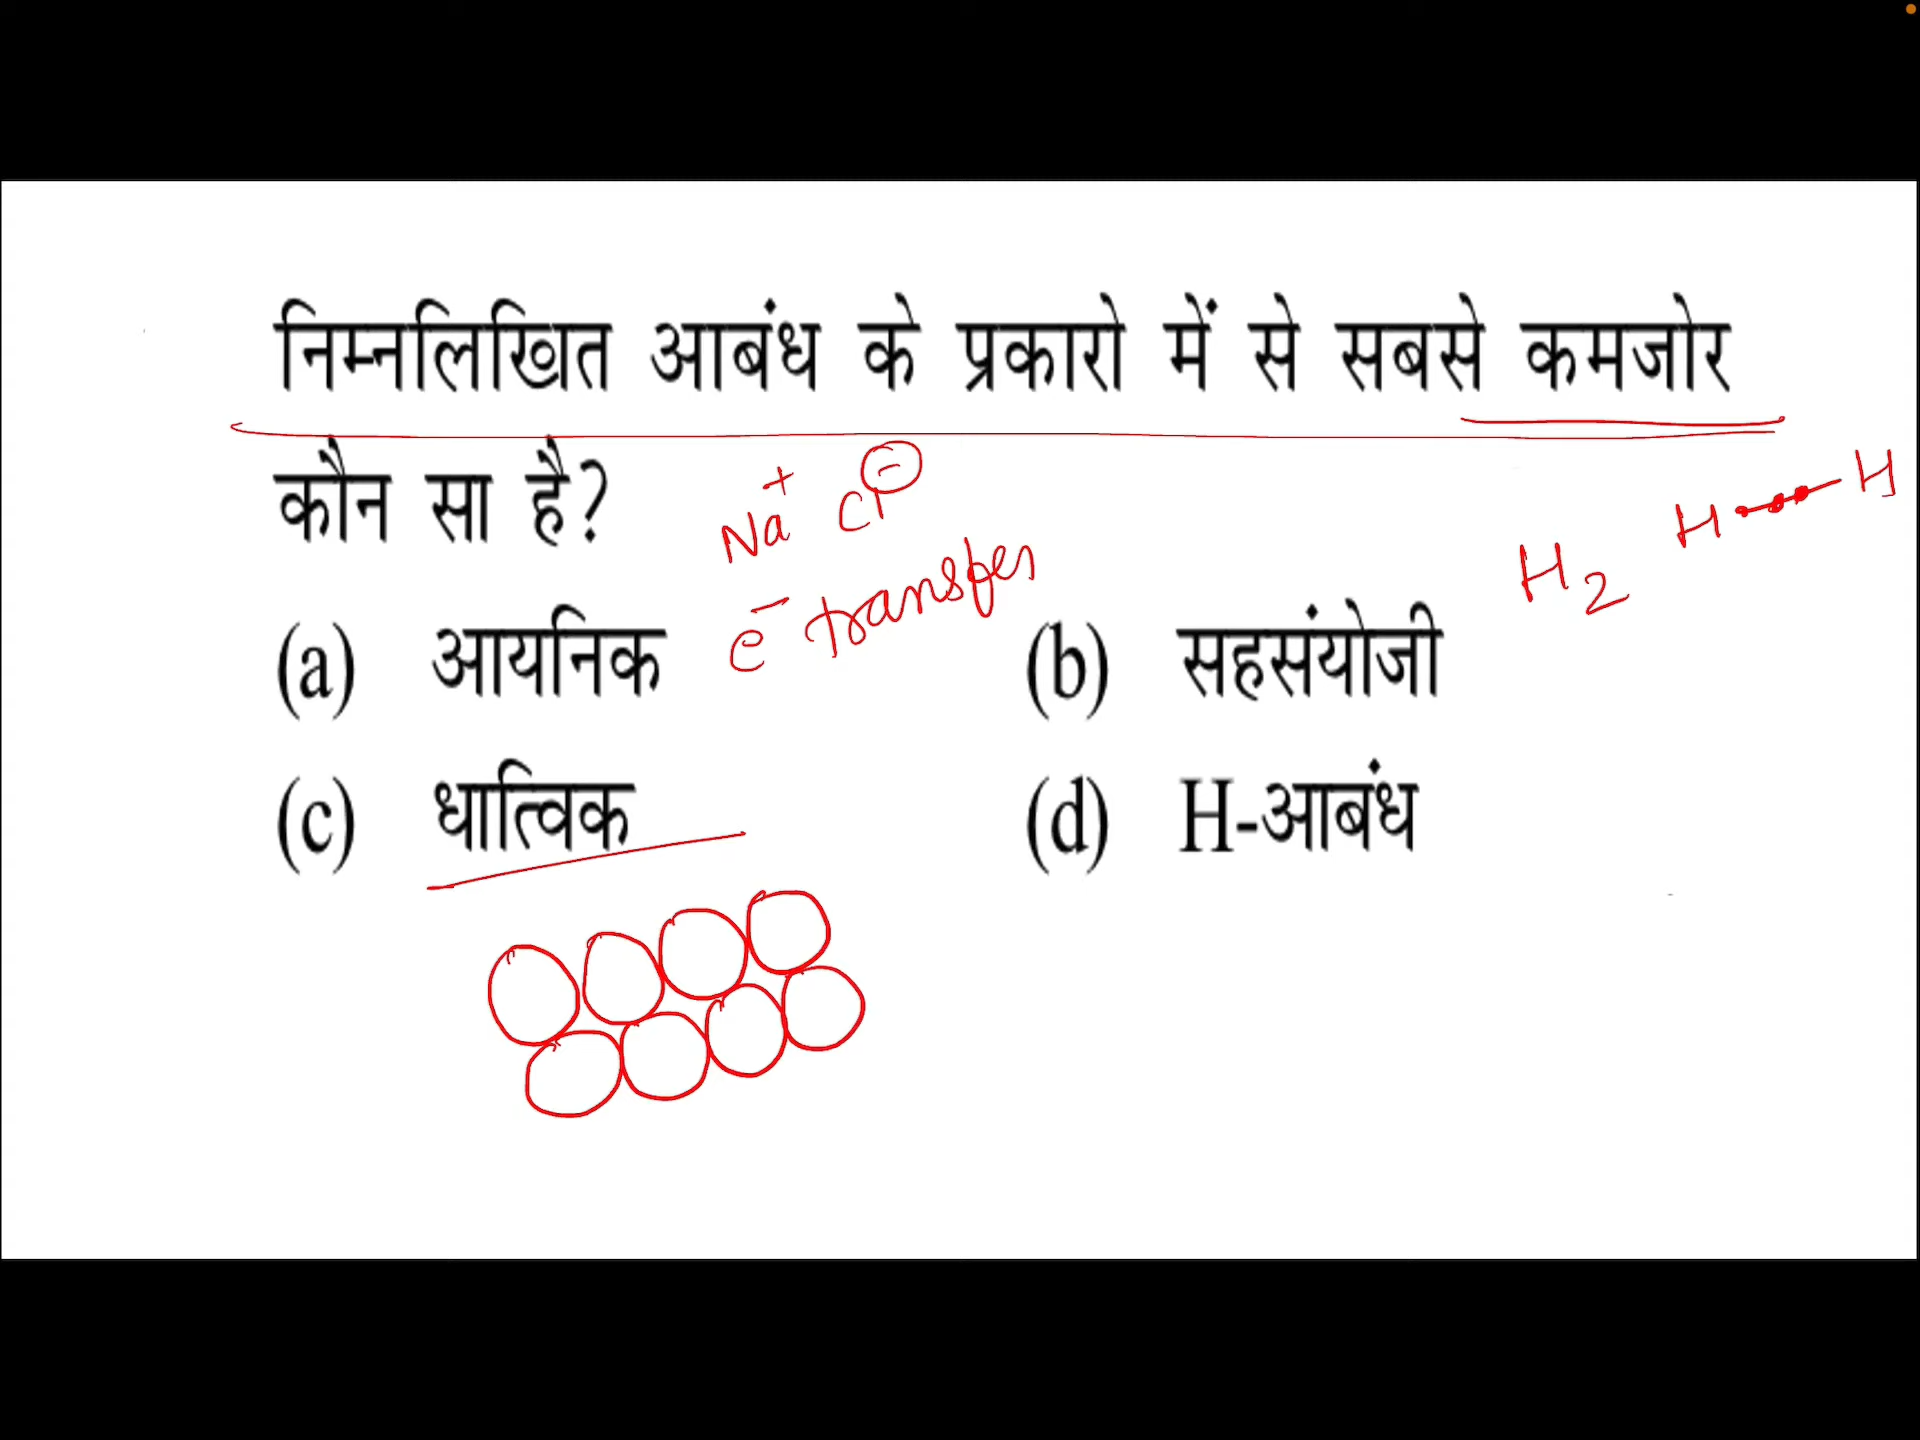 निम्नलिखित आबंध के प्रकारो में से सबसे कमजोर
कौन सा है?
Na⁺ Cl⁻
H–H
H₂
e⁻ transfer
(a) आयनिक (b) सहसंयोजी
(c) धात्विक (d) H-आबंध